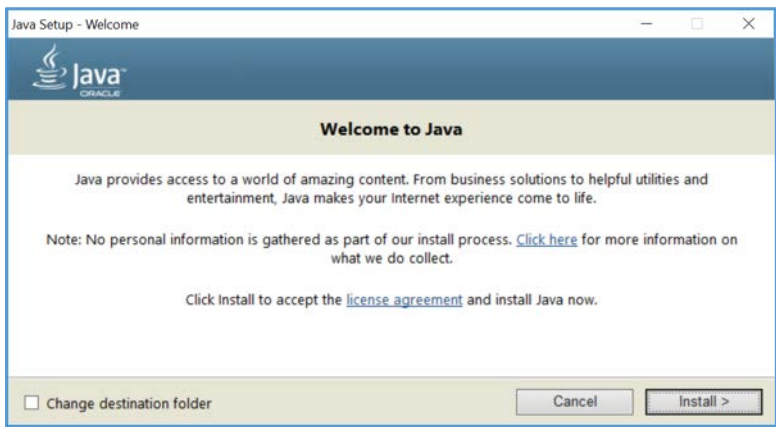 Java Setup - Welcome
Java™
ORACLE
Welcome to Java
Java provides access to a world of amazing content. From business solutions to helpful utilities and
entertainment, Java makes your Internet experience come to life.
Note: No personal information is gathered as part of our install process. Click here for more information on
what we do collect.
Click Install to accept the license agreement and install Java now.
Change destination folder
Cancel
Install >